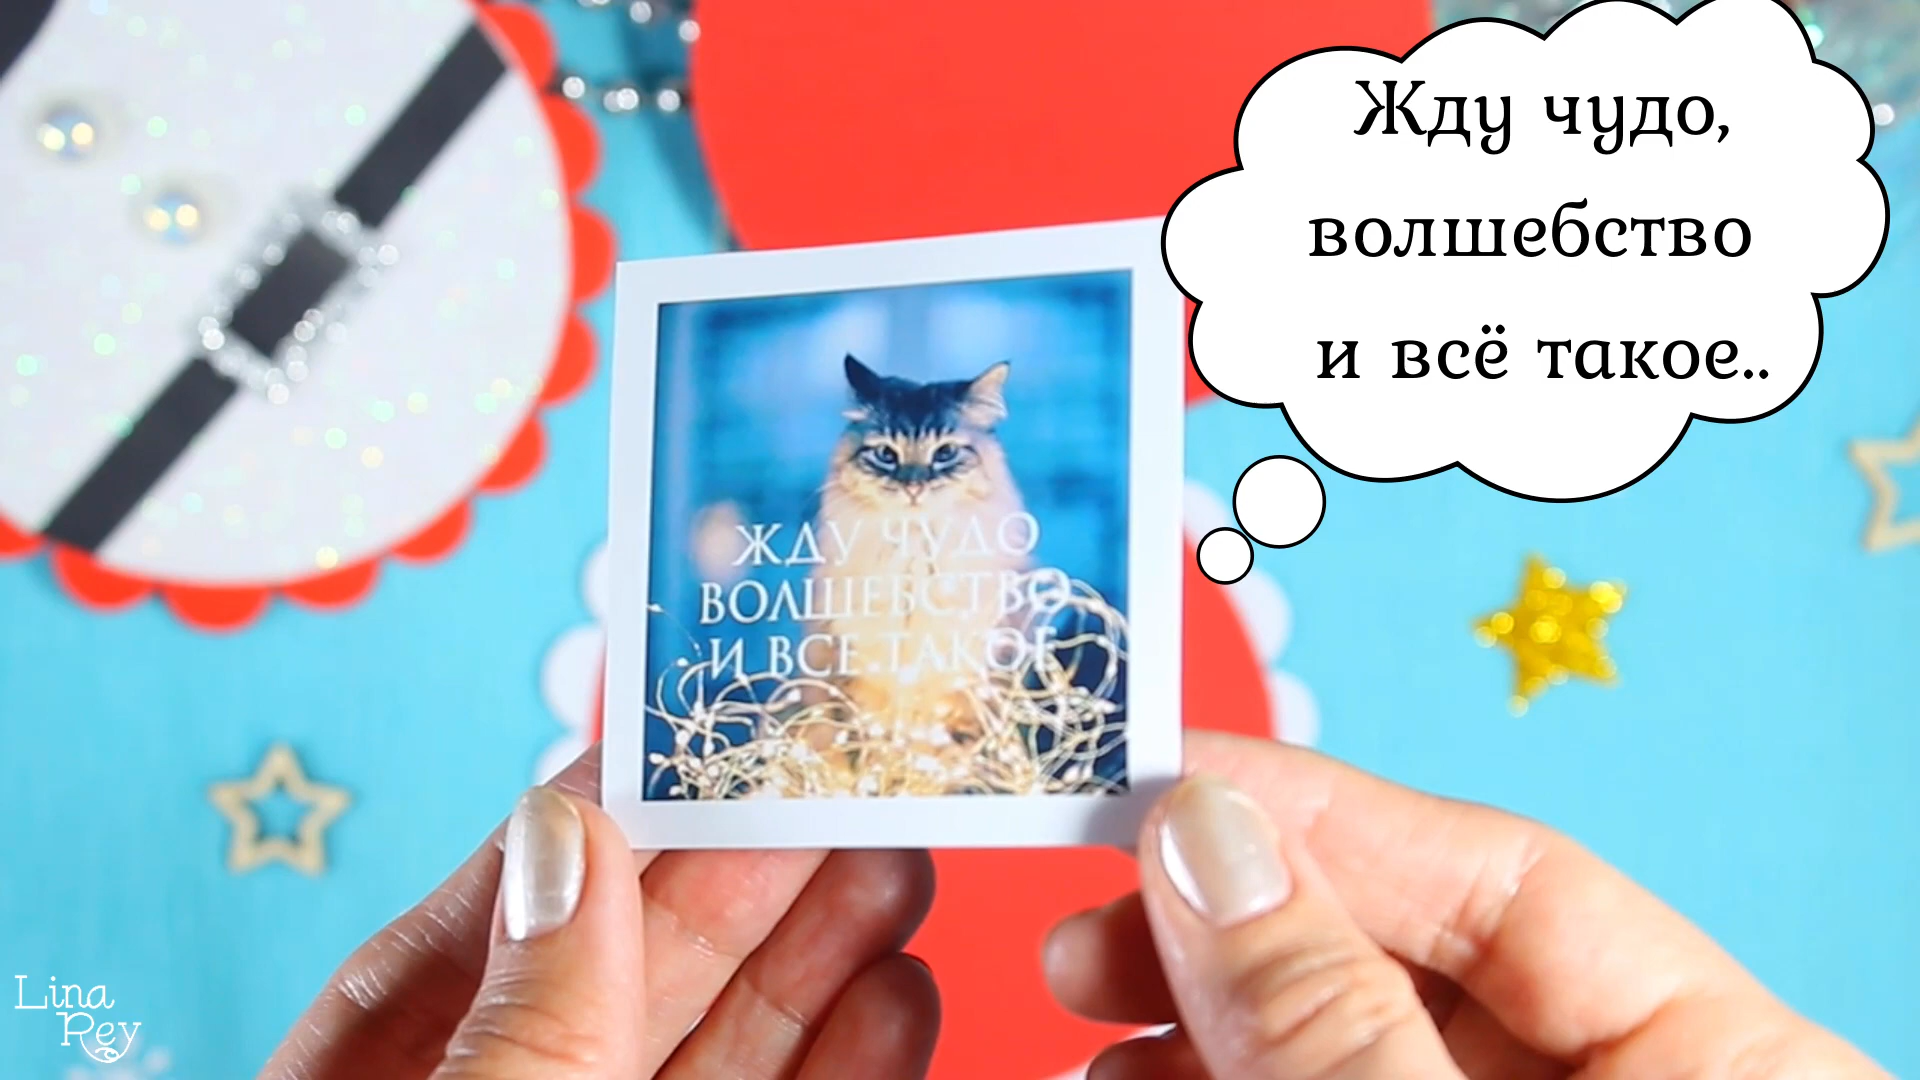 Жду чудо,
волшебство
и всё такое..
ЖДУ ЧУДО
ВОЛШЕБСТВО
И ВСЕ ТАКОЕ
Lina
Rey